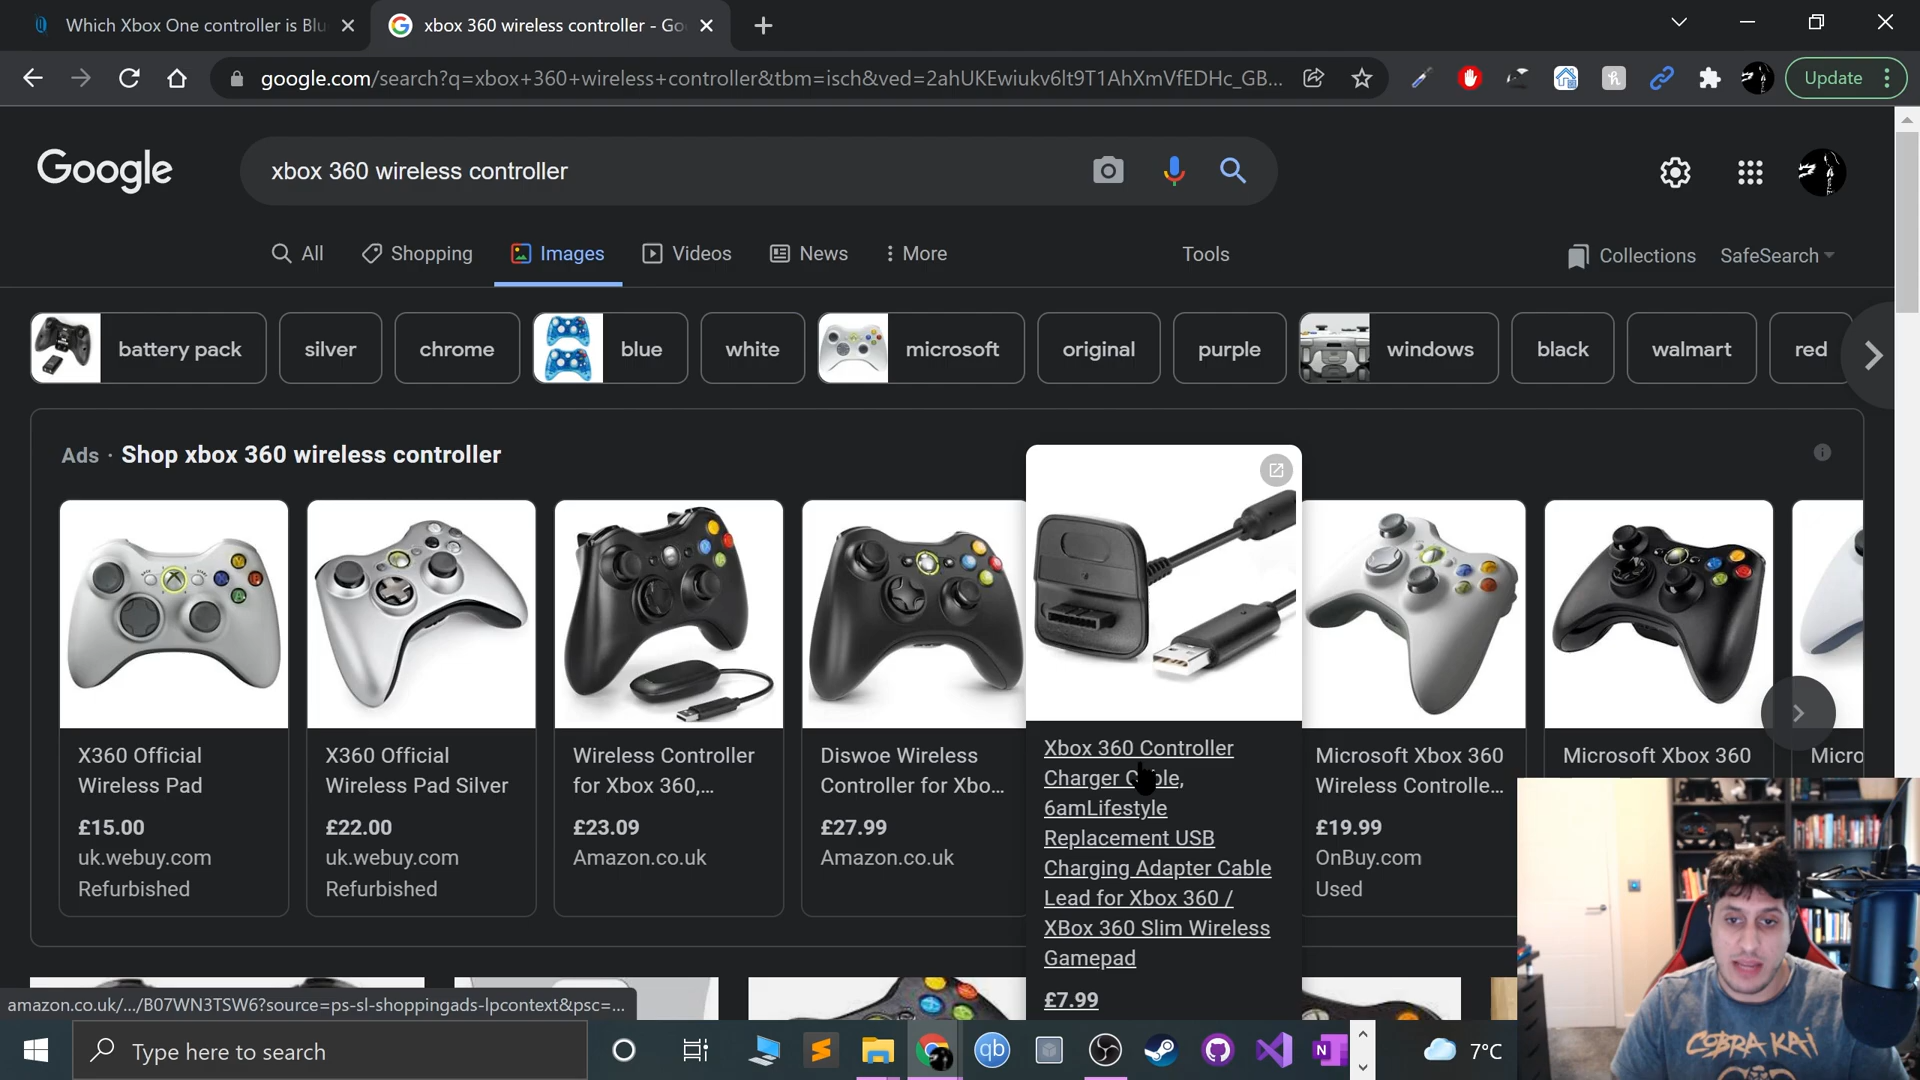 Which Xbox One controller is Blu
xbox 360 wireless controller - Go
google.com/search?q=xbox+360+wireless+controller&tbm=isch&ved=2ahUKEwiukv6lt9T1AhXmVfEDHc_GB...
Update
Google
xbox 360 wireless controller
All
Shopping
Images
Videos
News
More
Tools
Collections
SafeSearch
battery pack
silver
chrome
blue
white
microsoft
original
purple
windows
black
walmart
red
Ads · Shop xbox 360 wireless controller
X360 Official
Wireless Pad
£15.00
uk.webuy.com
Refurbished
X360 Official
Wireless Pad Silver
£22.00
uk.webuy.com
Refurbished
Wireless Controller
for Xbox 360,...
£23.09
Amazon.co.uk
Diswoe Wireless
Controller for Xbo...
£27.99
Amazon.co.uk
Xbox 360 Controller
Charger Cable,
6amLifestyle
Replacement USB
Charging Adapter Cable
Lead for Xbox 360 /
XBox 360 Slim Wireless
Gamepad
£7.99
Microsoft Xbox 360
Wireless Controlle...
£19.99
OnBuy.com
Used
Microsoft Xbox 360
Micro
amazon.co.uk/.../B07WN3TSW6?source=ps-sl-shoppingads-lpcontext&psc=...
Type here to search
qb
N
7°C
COBRA KAI